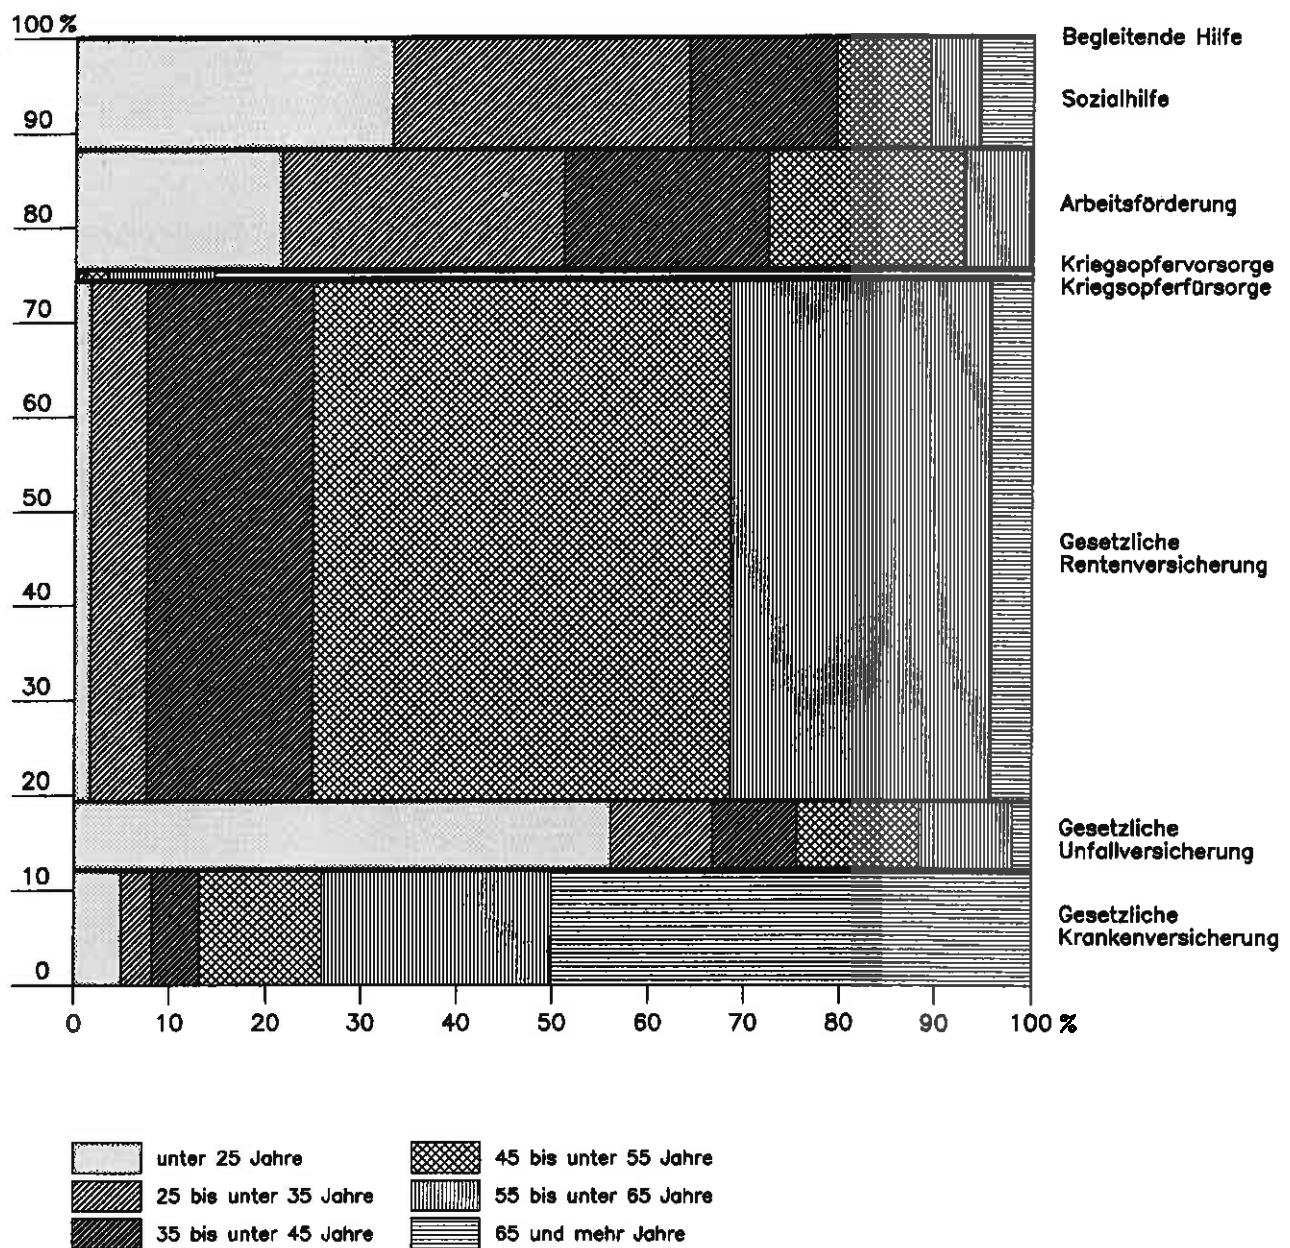 100 %
90
80
70
60
50
40
30
20
10
0
Begleitende Hilfe
Sozialhilfe
Arbeitsförderung
Kriegsopfervorsorge
Kriegsopferfürsorge
Gesetzliche
Rentenversicherung
Gesetzliche
Unfallversicherung
Gesetzliche
Krankenversicherung
0 10 20 30 40 50 60 70 80 90 100 %
unter 25 Jahre
25 bis unter 35 Jahre
35 bis unter 45 Jahre
45 bis unter 55 Jahre
55 bis unter 65 Jahre
65 und mehr Jahre